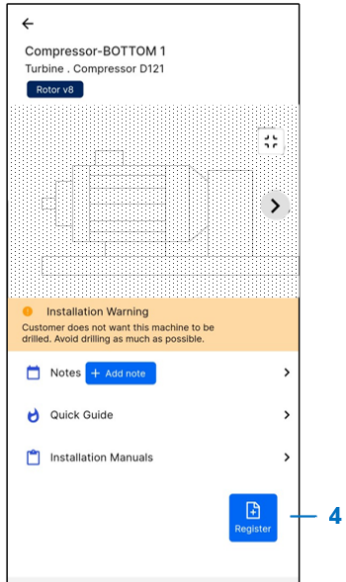 Compressor-BOTTOM 1
Turbine . Compressor D121
Rotor v8
Installation Warning
Customer does not want this machine to be
drilled. Avoid drilling as much as possible.
Notes + Add note
Quick Guide
Installation Manuals
Register
4